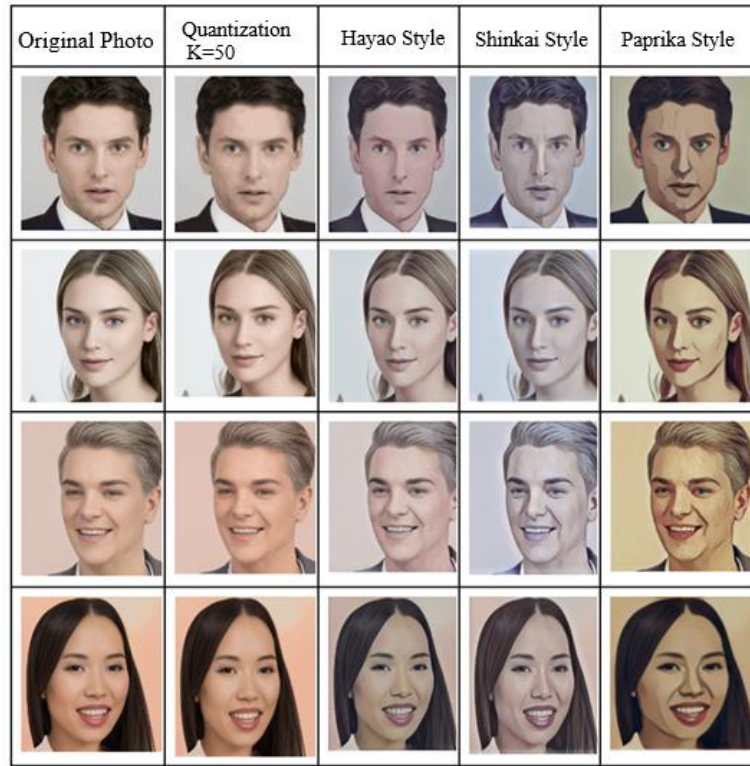 Original Photo
Quantization
K=50
Hayao Style
Shinkai Style
Paprika Style